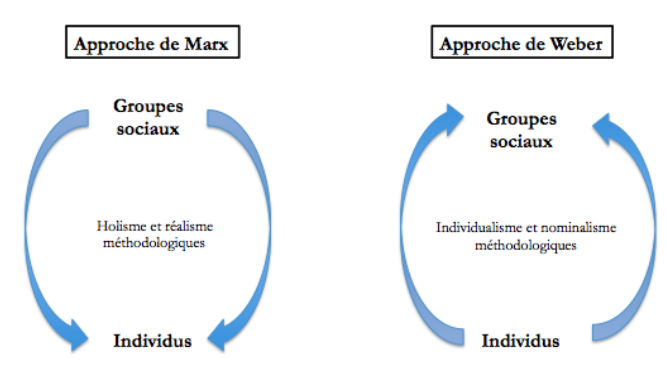 Approche de Marx
Groupes
sociaux
Holisme et réalisme
méthodologiques
Individus
Approche de Weber
Groupes
sociaux
Individualisme et nominalisme
méthodologiques
Individus